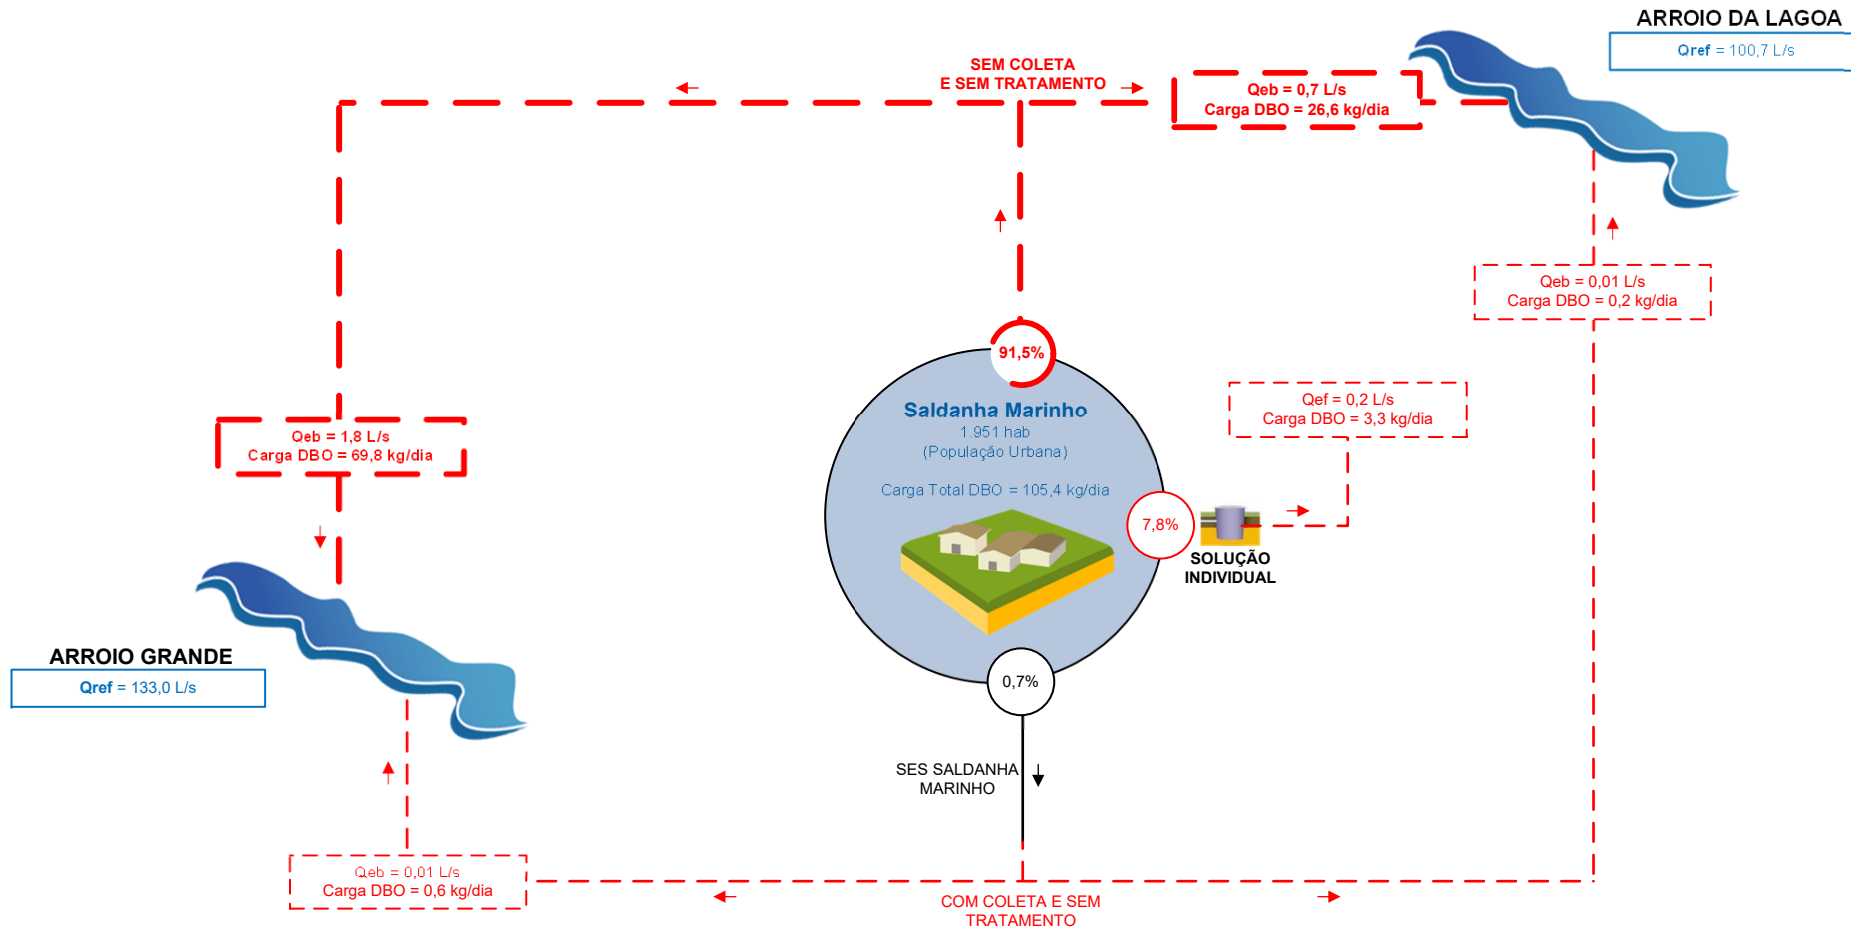 ARROIO DA LAGOA
Qref = 100,7 L/s
SEM COLETA
E SEM TRATAMENTO
Qeb = 0,7 L/s
Carga DBO = 26,6 kg/dia
Qeb = 0,01 L/s
Carga DBO = 0,2 kg/dia
91,5%
Saldanha Marinho
1.951 hab
(População Urbana)
Carga Total DBO = 105,4 kg/dia
Qef = 0,2 L/s
Carga DBO = 3,3 kg/dia
Qeb = 1,8 L/s
Carga DBO = 69,8 kg/dia
7,8%
SOLUÇÃO
INDIVIDUAL
ARROIO GRANDE
Qref = 133,0 L/s
0,7%
SES SALDANHA
MARINHO
Qeb = 0,01 L/s
Carga DBO = 0,6 kg/dia
COM COLETA E SEM
TRATAMENTO